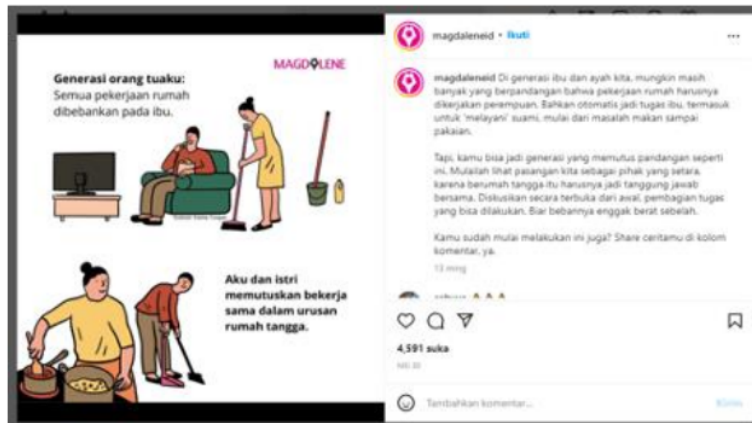 MAGDALENE
Generasi orang tuaku:
Semua pekerjaan rumah
dibebankan pada ibu.
Aku dan istri
memutuskan bekerja
sama dalam urusan
rumah tangga.
magdaleneid • Ikuti
magdaleneid Di generasi ibu dan ayah kita, mungkin masih
banyak yang berpandangan bahwa pekerjaan rumah harusnya
dikerjakan perempuan. Bahkan otomatis jadi tugas ibu, termasuk
untuk 'melayani' suami, mulai dari masalah makan sampai
pakaian.
Tapi, kamu bisa jadi generasi yang memutus pandangan seperti
ini. Mulailah lihat pasangan kita sebagai pihak yang setara,
karena berumah tangga itu harusnya jadi tanggung jawab
bersama. Diskusikan secara terbuka dari awal, pembagian tugas
yang bisa dilakukan. Biar bebannya enggak berat sebelah.
Kamu sudah mulai melakukan ini juga? Share ceritamu di kolom
komentar, ya.
13 ming
4,591 suka
Tambahkan komentar...
Kirim